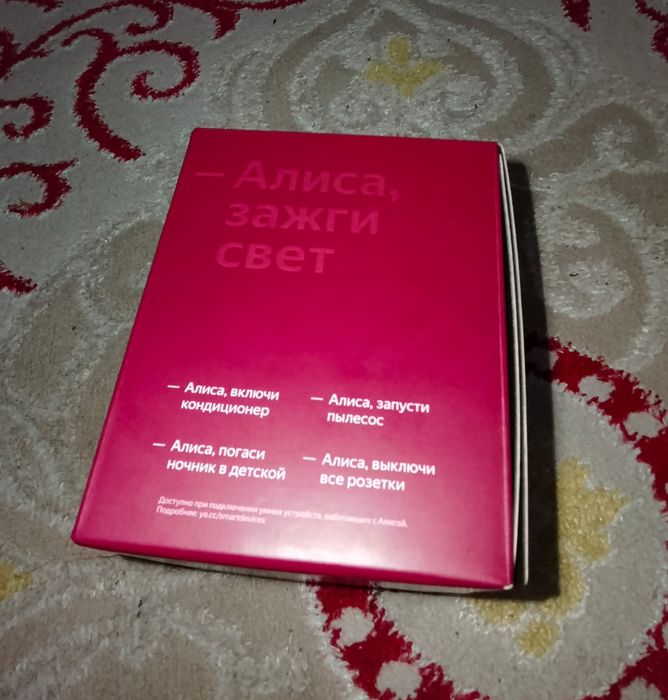 — Алиса,
зажги
свет
— Алиса, включи
кондиционер
— Алиса, запусти
пылесос
— Алиса, погаси
ночник в детской
— Алиса, выключи
все розетки
Доступно при подключении умных устройств, работающих с Алисой.
Подробнее: ya.cc/smartdevices